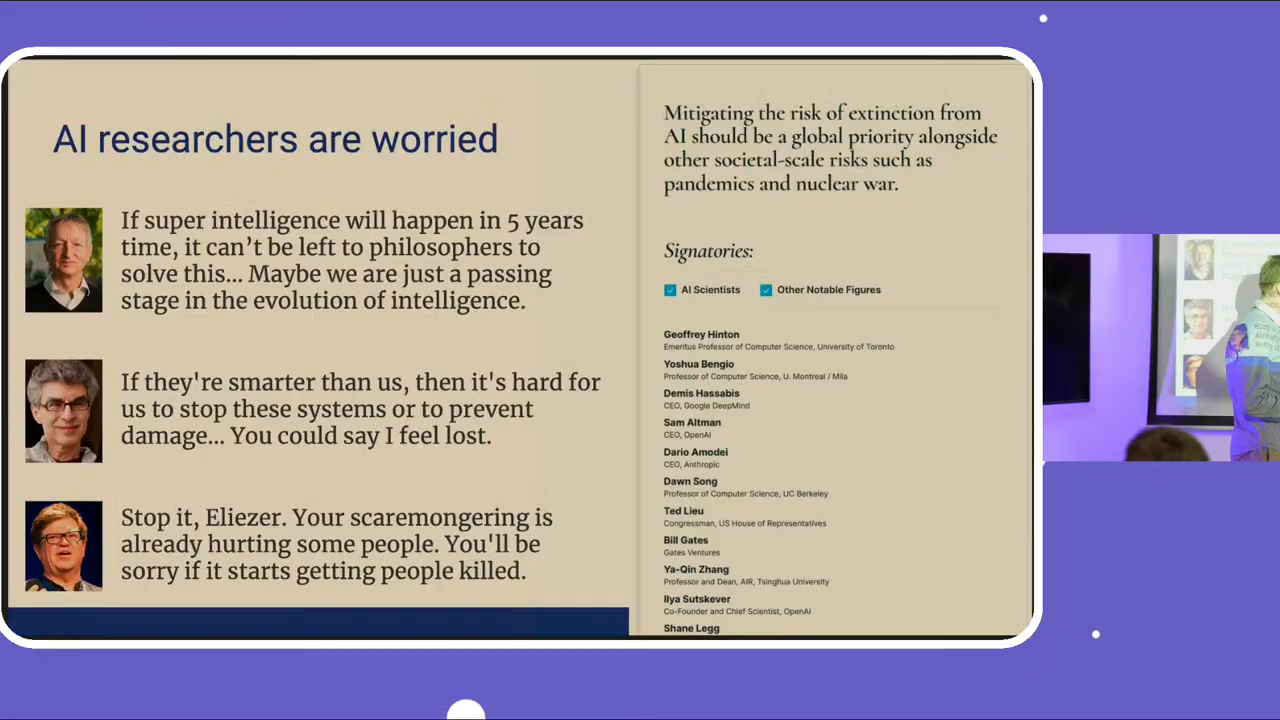 AI researchers are worried
If super intelligence will happen in 5 years
time, it can’t be left to philosophers to
solve this... Maybe we are just a passing
stage in the evolution of intelligence.
If they're smarter than us, then it's hard for
us to stop these systems or to prevent
damage... You could say I feel lost.
Stop it, Eliezer. Your scaremongering is
already hurting some people. You'll be
sorry if it starts getting people killed.
Mitigating the risk of extinction from
AI should be a global priority alongside
other societal-scale risks such as
pandemics and nuclear war.
Signatories:
AI Scientists Other Notable Figures
Geoffrey Hinton
Emeritus Professor of Computer Science, University of Toronto
Yoshua Bengio
Professor of Computer Science, U. Montreal / Mila
Demis Hassabis
CEO, Google DeepMind
Sam Altman
CEO, OpenAI
Dario Amodei
CEO, Anthropic
Dawn Song
Professor of Computer Science, UC Berkeley
Ted Lieu
Congressman, US House of Representatives
Bill Gates
Gates Ventures
Ya-Qin Zhang
Professor and Dean, AIR, Tsinghua University
Ilya Sutskever
Co-Founder and Chief Scientist, OpenAI
Shane Legg